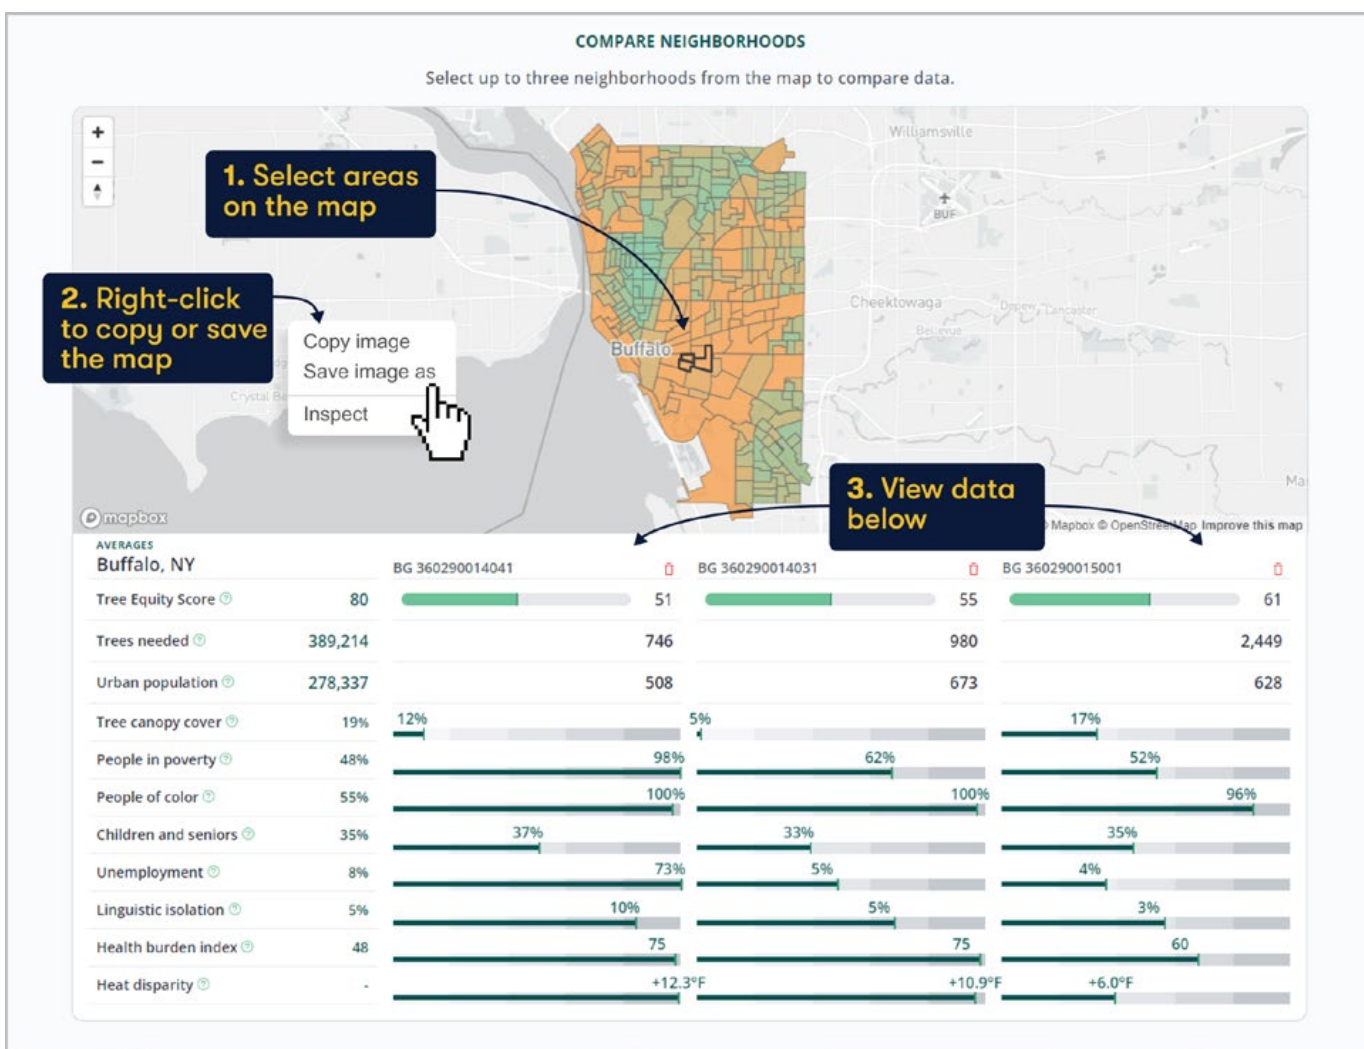 COMPARE NEIGHBORHOODS
Select up to three neighborhoods from the map to compare data.
+
−
Williamsville
BUF
1. Select areas
on the map
2. Right-click
to copy or save
the map
Copy image
Save image as
Inspect
Crystal
Cheektowaga
Lancaster
Buffalo
3. View data
below
mapbox
Mapbox © OpenStreetMap Improve this map
AVERAGES
Buffalo, NY
BG 360290014041
BG 360290014031
BG 360290015001
Tree Equity Score ? 80 51 55 61
Trees needed ? 389,214 746 980 2,449
Urban population ? 278,337 508 673 628
Tree canopy cover ? 19% 12% 5% 17%
People in poverty ? 48% 98% 62% 52%
People of color ? 55% 100% 100% 96%
Children and seniors ? 35% 37% 33% 35%
Unemployment ? 8% 73% 5% 4%
Linguistic isolation ? 5% 10% 5% 3%
Health burden index ? 48 75 75 60
Heat disparity ? - +12.3°F +10.9°F +6.0°F